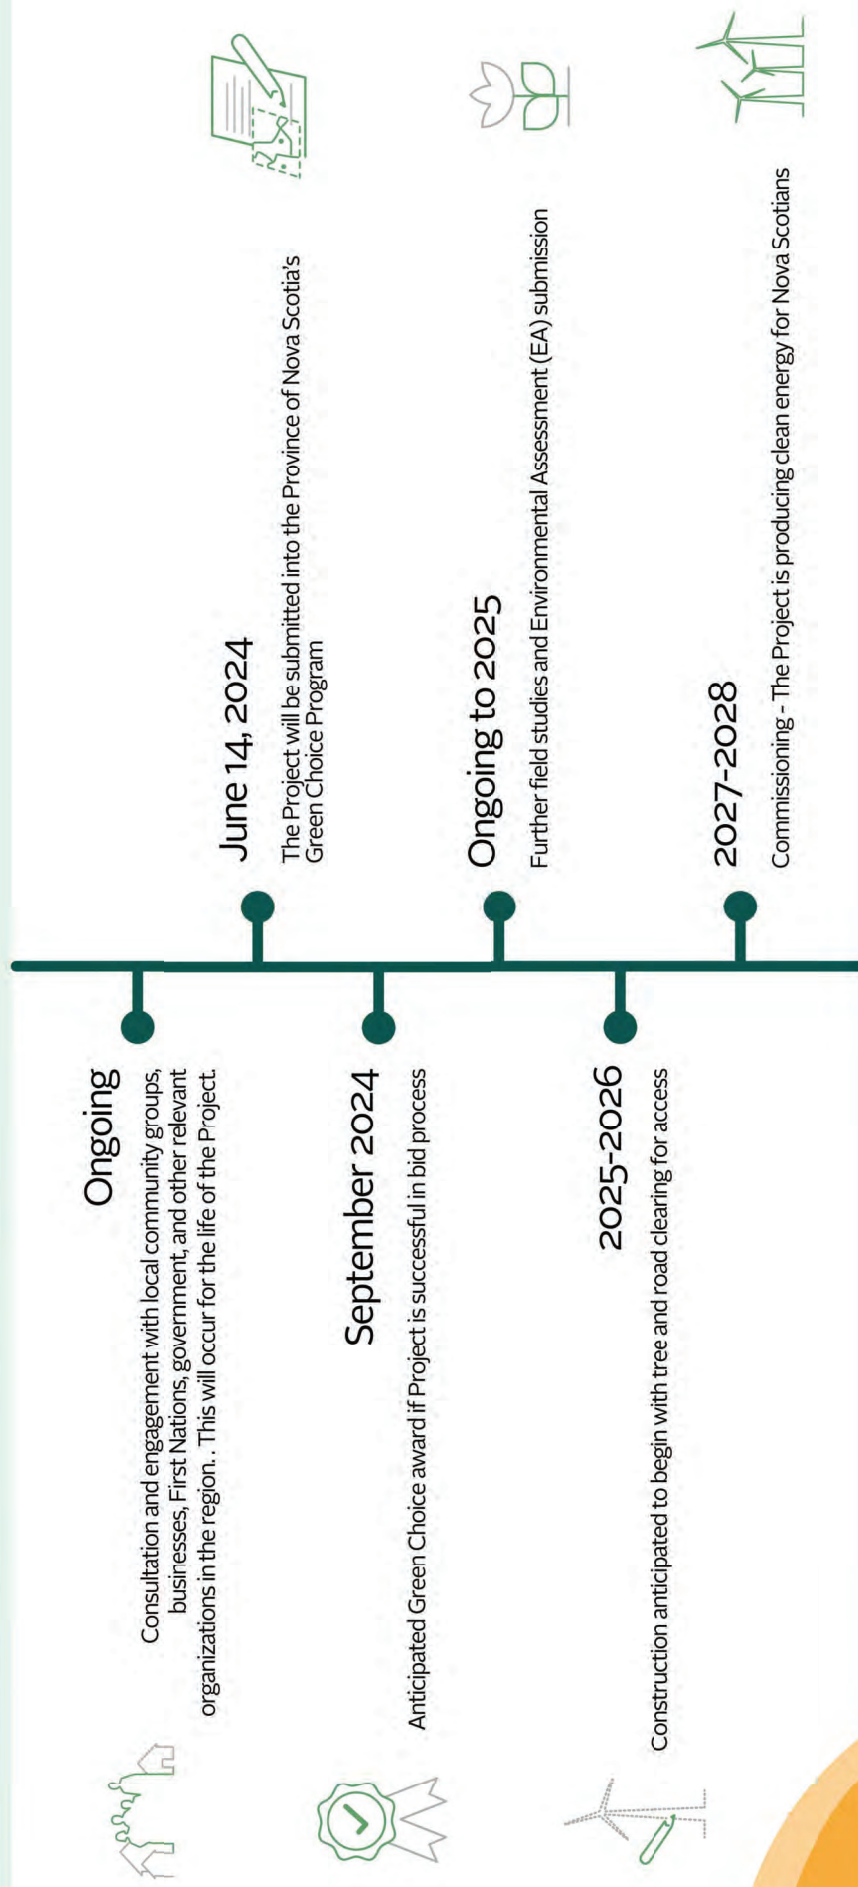 Ongoing
Consultation and engagement with local community groups,
businesses, First Nations, government, and other relevant
organizations in the region. . This will occur for the life of the Project.
June 14, 2024
The Project will be submitted into the Province of Nova Scotia's
Green Choice Program
September 2024
Anticipated Green Choice award if Project is successful in bid process
Ongoing to 2025
Further field studies and Environmental Assessment (EA) submission
2025-2026
Construction anticipated to begin with tree and road clearing for access
2027-2028
Commissioning - The Project is producing clean energy for Nova Scotians